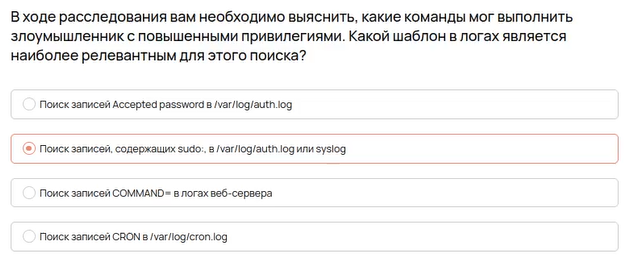 В ходе расследования вам необходимо выяснить, какие команды мог выполнить
злоумышленник с повышенными привилегиями. Какой шаблон в логах является
наиболее релевантным для этого поиска?
Поиск записей Accepted password в /var/log/auth.log
Поиск записей, содержащих sudo:, в /var/log/auth.log или syslog
Поиск записей COMMAND= в логах веб-сервера
Поиск записей CRON в /var/log/cron.log